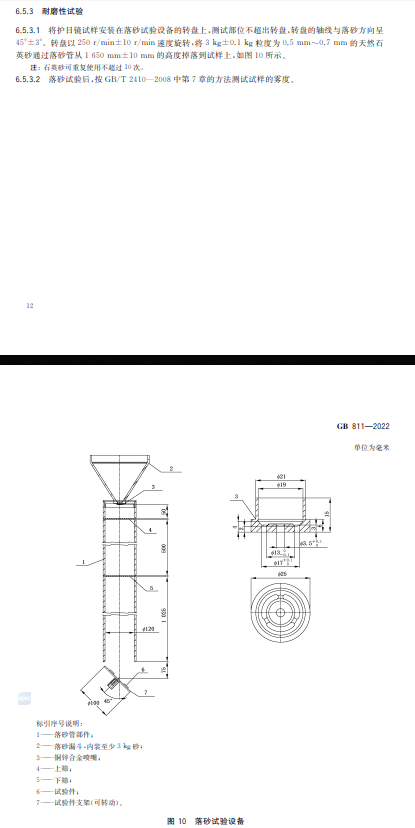 6.5.3 耐磨性试验
6.5.3.1 将护目镜试样安装在落砂试验设备的转盘上,测试部位不超出转盘,转盘的轴线与落砂方向呈
45°±3°。转盘以 250 r/min±10 r/min 速度旋转,将 3 kg±0.1 kg 粒度为 0.5 mm~0.7 mm 的天然石
英砂通过落砂管从 1 650 mm±10 mm 的高度掉落到试样上,如图 10 所示。
注:石英砂可重复使用不超过 10 次。
6.5.3.2 落砂试验后,按 GB/T 2410—2008 中第 7 章的方法测试试样的雾度。
12
GB 811—2022
单位为毫米
2
3
50
4
500
1
5
1 025
φ120
75
6
7
φ100
45°
φ21
φ19
3
15
4
2
3
φ3.5
φ13
φ17
φ25
标引序号说明:
1——落砂管部件;
2——落砂漏斗,内装至少 3 kg 砂;
3——铜锌合金喷嘴;
4——上筛;
5——下筛;
6——试验件;
7——试验件支架(可转动)。
图 10 落砂试验设备